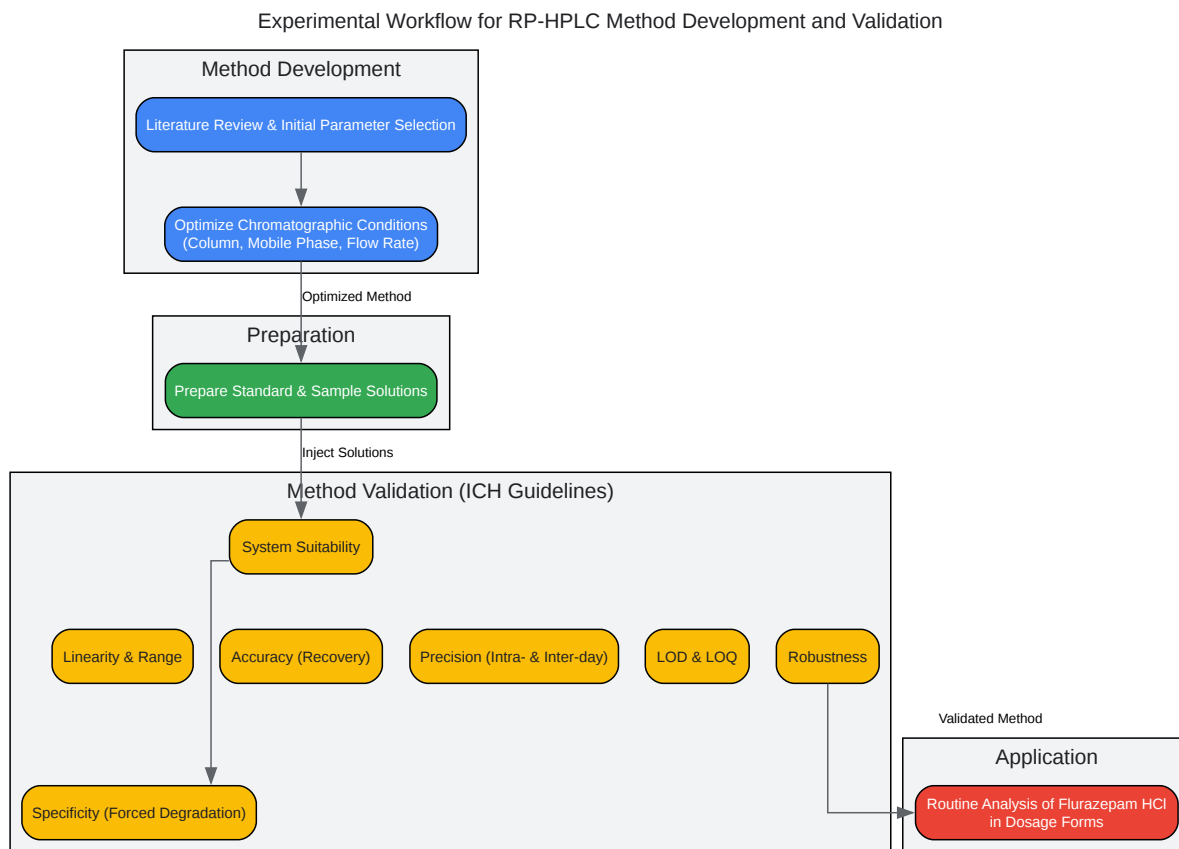 Experimental Workflow for RP-HPLC Method Development and Validation
Method Development
Literature Review & Initial Parameter Selection
Optimize Chromatographic Conditions
(Column, Mobile Phase, Flow Rate)
Optimized Method
Preparation
Prepare Standard & Sample Solutions
Inject Solutions
Method Validation (ICH Guidelines)
System Suitability
Linearity & Range
Accuracy (Recovery)
Precision (Intra- & Inter-day)
LOD & LOQ
Robustness
Validated Method
Application
Routine Analysis of Flurazepam HCl
in Dosage Forms
Specificity (Forced Degradation)